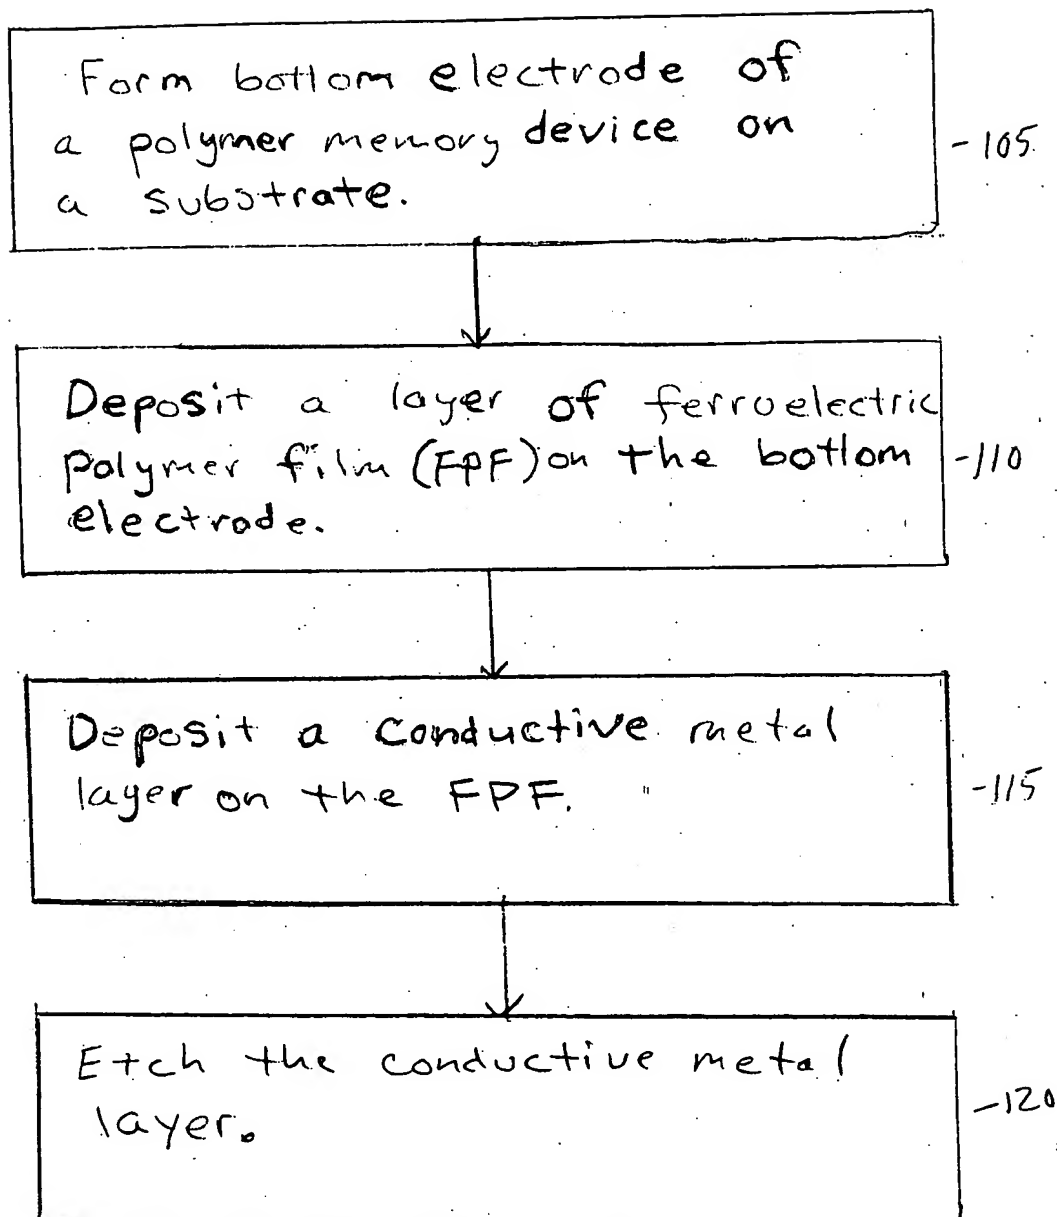 Form bottom electrode of
a polymer memory device on
a substrate.
-105
Deposit a layer of ferroelectric
polymer film (FPF) on the bottom
electrode.
-110
Deposit a conductive metal
layer on the FPF.
-115
Etch the conductive metal
layer.
-120